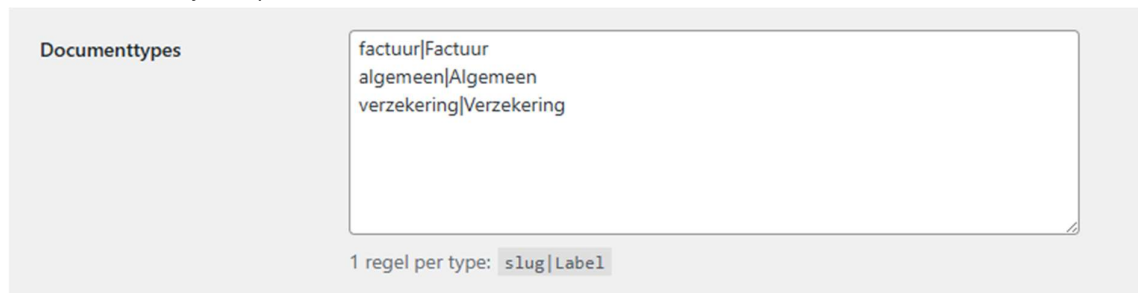 Documenttypes
factuur|Factuur
algemeen|Algemeen
verzekering|Verzekering
1 regel per type: slug|Label